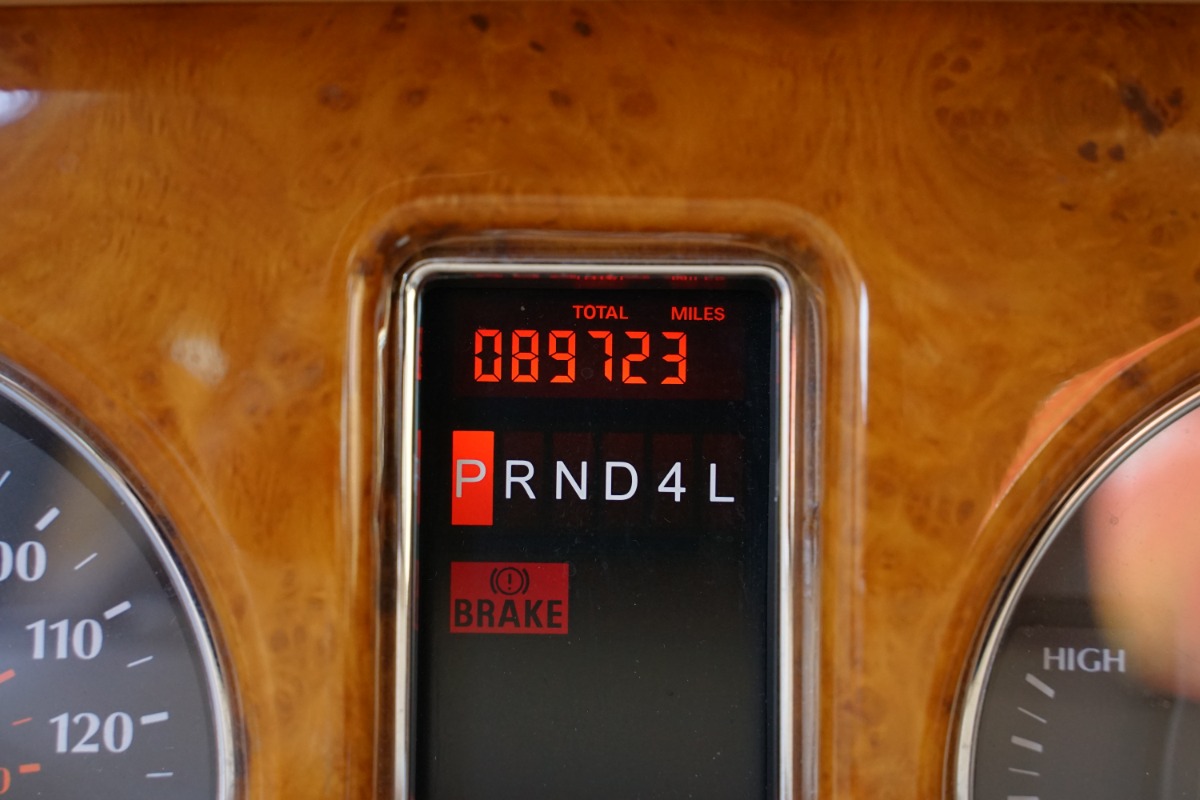 TOTAL MILES
089723
P R N D 4 L
BRAKE
110
120
HIGH